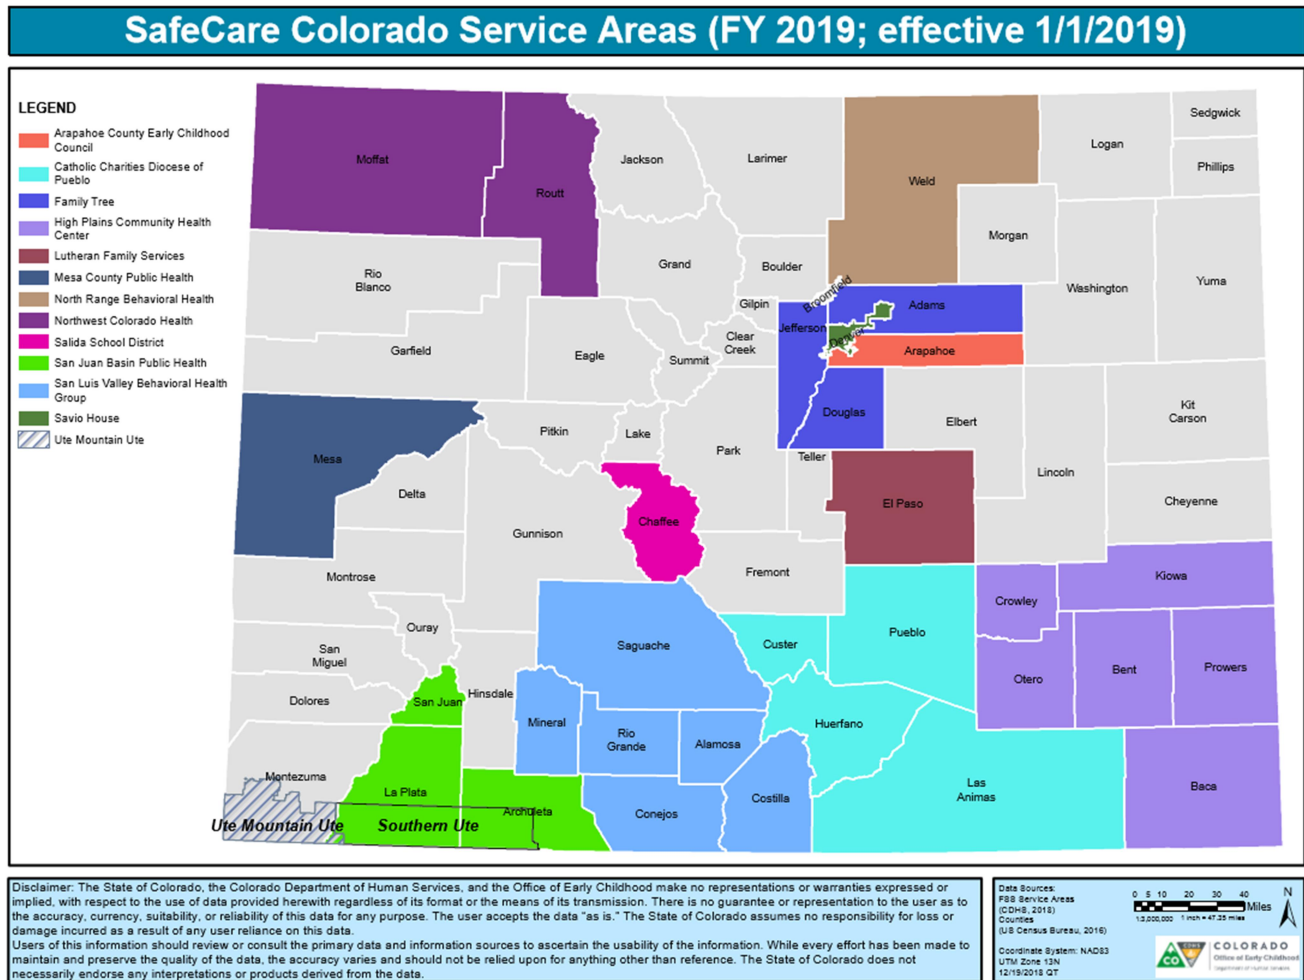 SafeCare Colorado Service Areas (FY 2019; effective 1/1/2019)
LEGEND
Arapahoe County Early Childhood
Council
Catholic Charities Diocese of
Pueblo
Family Tree
High Plains Community Health
Center
Lutheran Family Services
Mesa County Public Health
North Range Behavioral Health
Northwest Colorado Health
Salida School District
San Juan Basin Public Health
San Luis Valley Behavioral Health
Group
Savio House
Ute Mountain Ute
Moffat
Routt
Jackson
Larimer
Weld
Logan
Sedgwick
Phillips
Morgan
Rio
Blanco
Grand
Boulder
Broomfield
Washington
Yuma
Gilpin
Adams
Jefferson
Denver
Clear
Creek
Arapahoe
Garfield
Eagle
Summit
Douglas
Elbert
Kit
Carson
Pitkin
Lake
Park
Teller
Mesa
Delta
Lincoln
Cheyenne
El Paso
Chaffee
Gunnison
Fremont
Montrose
Kiowa
Crowley
Ouray
Saguache
Custer
Pueblo
San
Miguel
Otero
Bent
Prowers
Dolores
San Juan
Hinsdale
Mineral
Rio
Grande
Alamosa
Huerfano
Montezuma
La Plata
Archuleta
Conejos
Costilla
Las
Animas
Baca
Ute Mountain Ute
Southern Ute
Disclaimer: The State of Colorado, the Colorado Department of Human Services, and the Office of Early Childhood make no representations or warranties expressed or
implied, with respect to the use of data provided herewith regardless of its format or the means of its transmission. There is no guarantee or representation to the user as to
the accuracy, currency, suitability, or reliability of this data for any purpose. The user accepts the data "as is." The State of Colorado assumes no responsibility for loss or
damage incurred as a result of any user reliance on this data.
Users of this information should review or consult the primary data and information sources to ascertain the usability of the information. While every effort has been made to
maintain and preserve the quality of the data, the accuracy varies and should not be relied upon for anything other than reference. The State of Colorado does not
necessarily endorse any interpretations or products derived from the data.
Data Sources:
FSS Service Areas
(CDHS, 2018)
Counties
(US Census Bureau, 2016)
Coordinate System: NAD83
UTM Zone 13N
12/19/2018 QT
0 5 10 20 30 40
Miles
N
1:3,000,000 1 inch = 47.35 miles
CO
CDHS
COLORADO
Office of Early Childhood
Department of Human Services